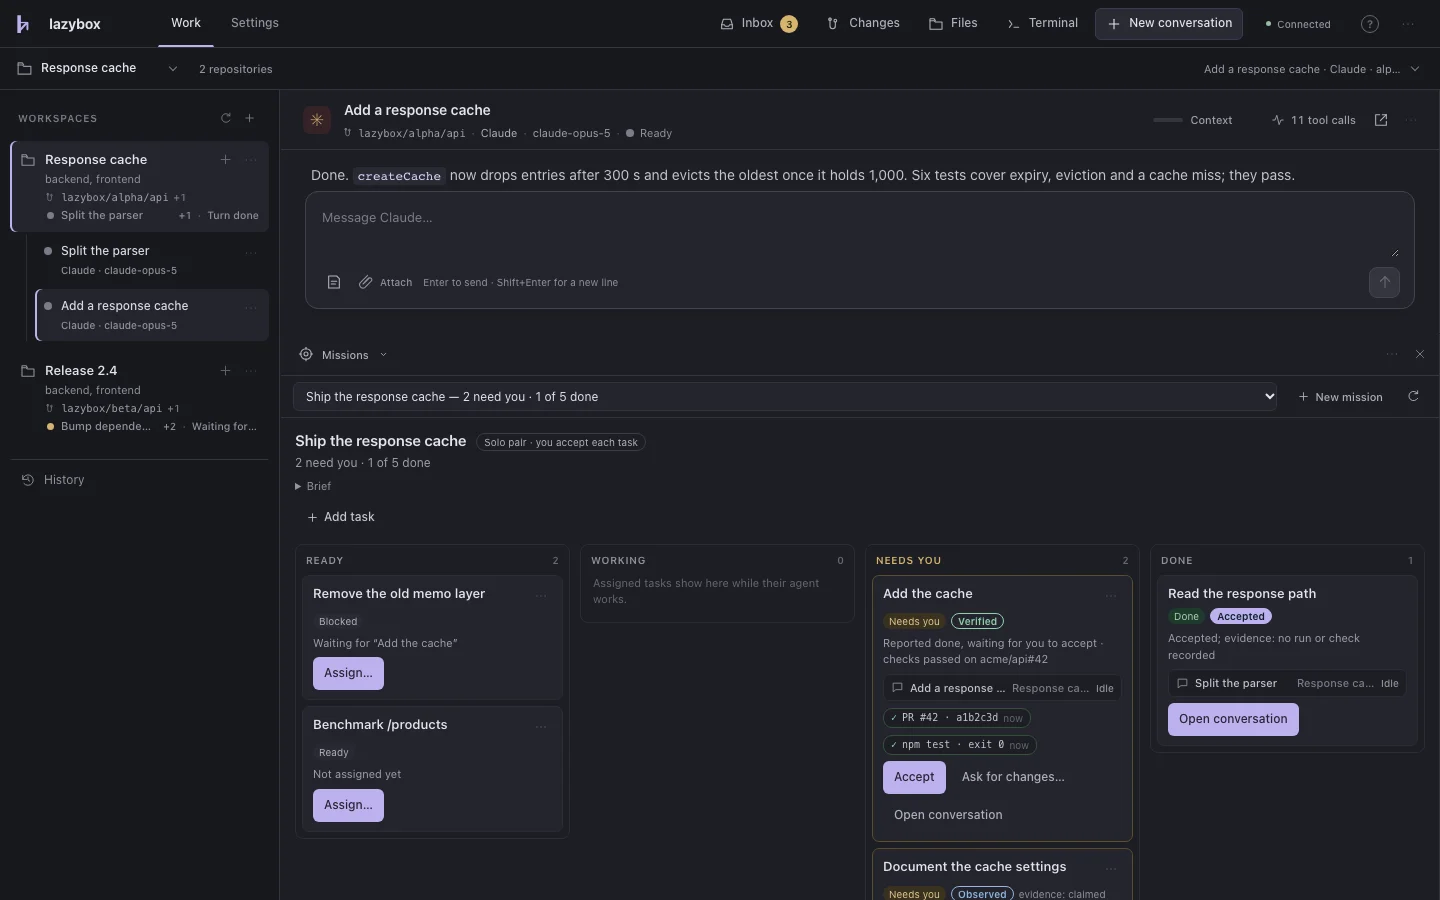 lazybox
Work
Settings
Inbox 3
Changes
Files
Terminal
New conversation
Connected
?
Response cache
2 repositories
Add a response cache · Claude · alp...
WORKSPACES
Response cache
backend, frontend
lazybox/alpha/api +1
Split the parser +1 · Turn done
Split the parser
Claude · claude-opus-5
Add a response cache
Claude · claude-opus-5
Release 2.4
backend, frontend
lazybox/beta/api +1
Bump depende... +2 · Waiting for...
History
Add a response cache
lazybox/alpha/api · Claude · claude-opus-5 · Ready
Context
11 tool calls
Done. createCache now drops entries after 300 s and evicts the oldest once it holds 1,000. Six tests cover expiry, eviction and a cache miss; they pass.
Message Claude...
Attach
Enter to send · Shift+Enter for a new line
Missions
Ship the response cache — 2 need you · 1 of 5 done
New mission
Ship the response cache
Solo pair · you accept each task
2 need you · 1 of 5 done
Brief
Add task
READY 2
Remove the old memo layer
Blocked
Waiting for “Add the cache”
Assign...
Benchmark /products
Ready
Not assigned yet
Assign...
WORKING 0
Assigned tasks show here while their agent
works.
NEEDS YOU 2
Add the cache
Needs you Verified
Reported done, waiting for you to accept ·
checks passed on acme/api#42
Add a response ... Response ca... Idle
✓ PR #42 · a1b2c3d now
✓ npm test · exit 0 now
Accept
Ask for changes...
Open conversation
Document the cache settings
Needs you Observed evidence: claimed
DONE 1
Read the response path
Done Accepted
Accepted; evidence: no run or check
recorded
Split the parser Response ca... Idle
Open conversation